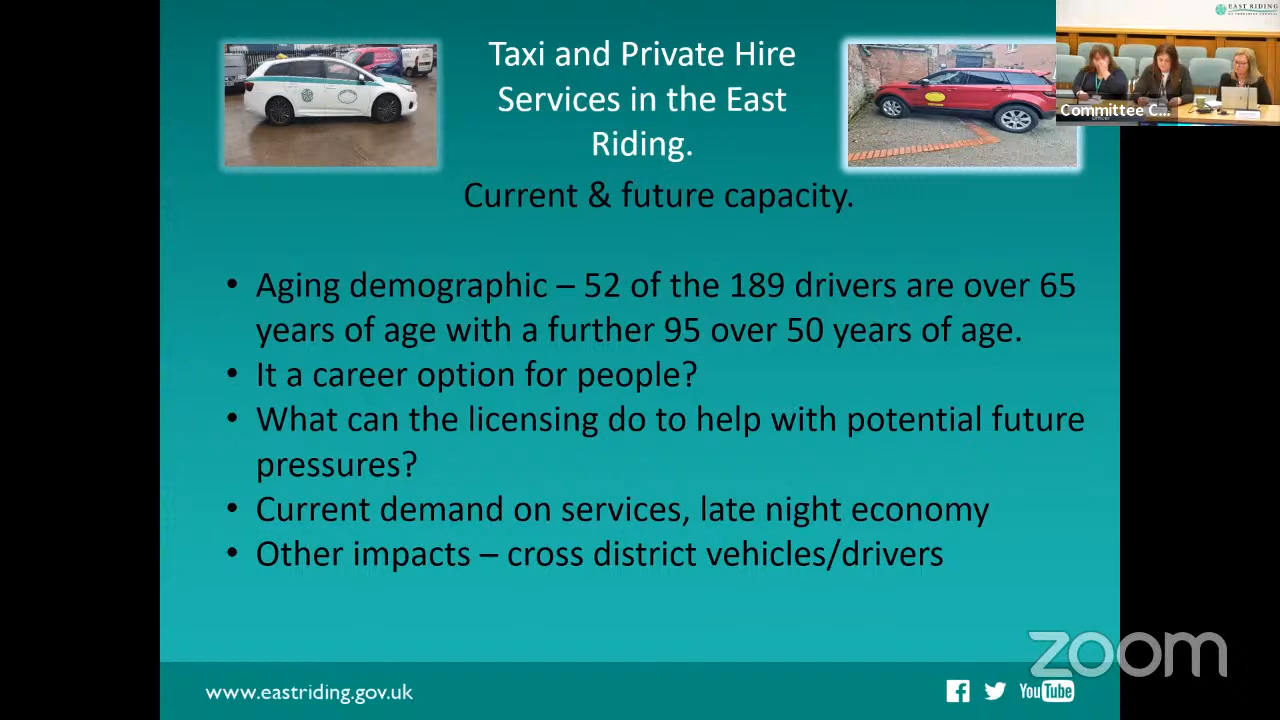 Taxi and Private Hire
Services in the East
Riding.
Current & future capacity.
• Aging demographic – 52 of the 189 drivers are over 65
years of age with a further 95 over 50 years of age.
• It a career option for people?
• What can the licensing do to help with potential future
pressures?
• Current demand on services, late night economy
• Other impacts – cross district vehicles/drivers
www.eastriding.gov.uk
YouTube
zoom
EAST RIDING
OF YORKSHIRE COUNCIL
Committee C...